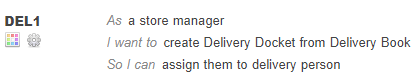 DEL1 As a store manager
I want to create Delivery Docket from Delivery Book
So I can assign them to delivery person